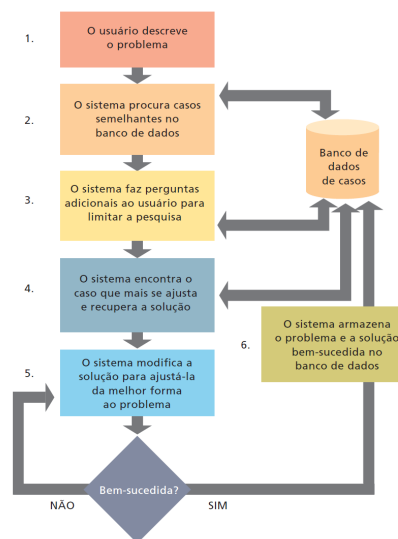 1.
O usuário descreve
o problema
2.
O sistema procura casos
semelhantes no
banco de dados
Banco de
dados
de casos
3.
O sistema faz perguntas
adicionais ao usuário para
limitar a pesquisa
4.
O sistema encontra o
caso que mais se ajusta
e recupera a solução
6.
O sistema armazena
o problema e a solução
bem-sucedida no
banco de dados
5.
O sistema modifica a
solução para ajustá-la
da melhor forma
ao problema
Bem-sucedida?
NÃO
SIM